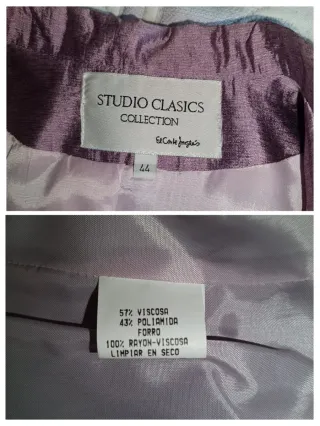 STUDIO CLASICS
COLLECTION
El Corte Inglés
44
57% VISCOSA
43% POLIAMIDA
FORRO
100% RAYON-VISCOSA
LIMPIAR EN SECO